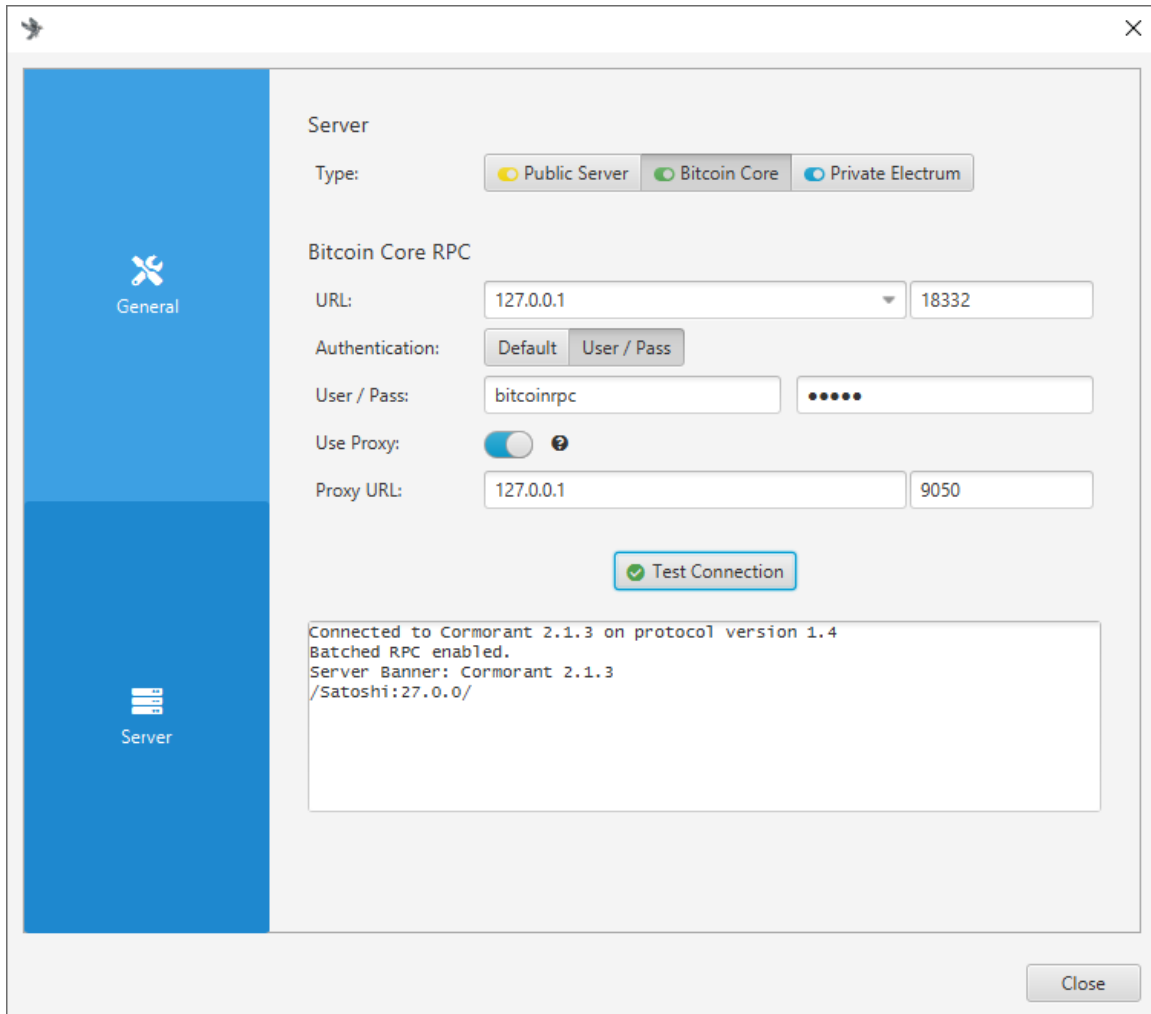 Server
Type: Public Server Bitcoin Core Private Electrum
Bitcoin Core RPC
URL: 127.0.0.1 18332
Authentication: Default User / Pass
User / Pass: bitcoinrpc •••••
Use Proxy:
Proxy URL: 127.0.0.1 9050
Test Connection
Connected to Cormorant 2.1.3 on protocol version 1.4
Batched RPC enabled.
Server Banner: Cormorant 2.1.3
/Satoshi:27.0.0/
General
Server
Close